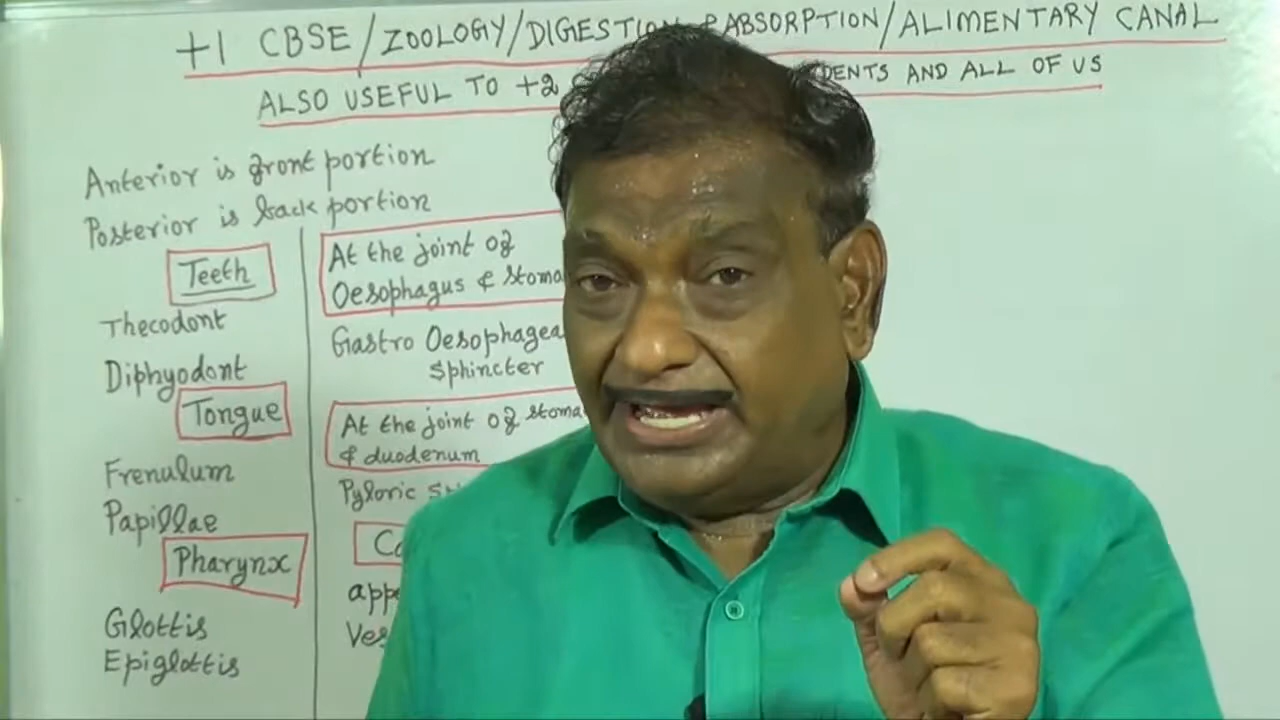 +1 CBSE/ZOOLOGY/DIGESTION &ABSORPTION/ALIMENTARY CANAL
ALSO USEFUL TO +2 DENTS AND ALL OF US
Anterior is front portion
Posterior is back portion
Teeth
Thecodont
Diphyodont
Tongue
Frenulum
Papillae
Pharynx
Glottis
Epiglottis
At the joint of
Oesophagus & stoma
Gastro Oesophagea
sphincter
At the joint of stoma
& duodenum
Pyloric